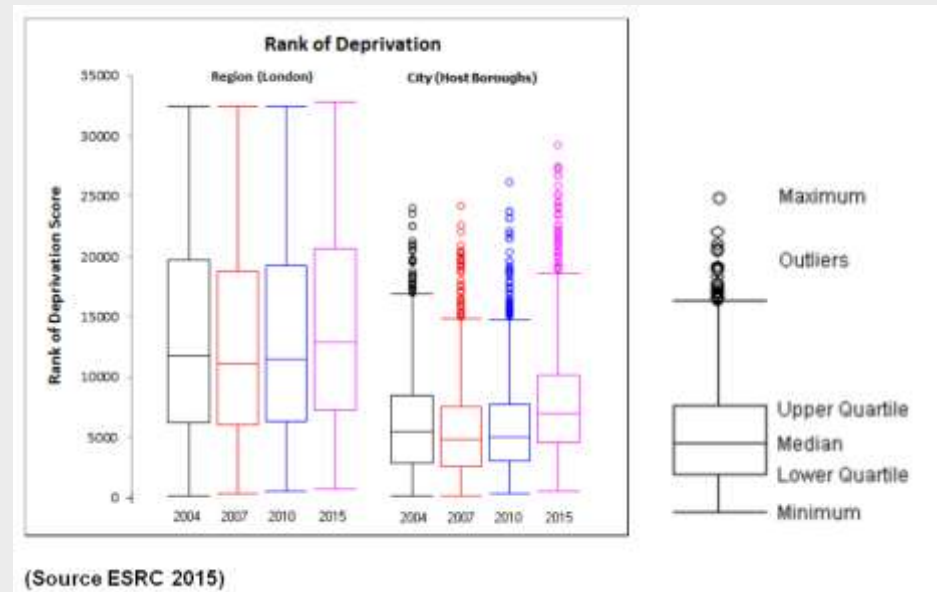 Rank of Deprivation
Region (London)
City (Host Boroughs)
Rank of Deprivation Score
35000
30000
25000
20000
15000
10000
5000
0
2004 2007 2010 2015
2004 2007 2010 2015
Maximum
Outliers
Upper Quartile
Median
Lower Quartile
Minimum
(Source ESRC 2015)